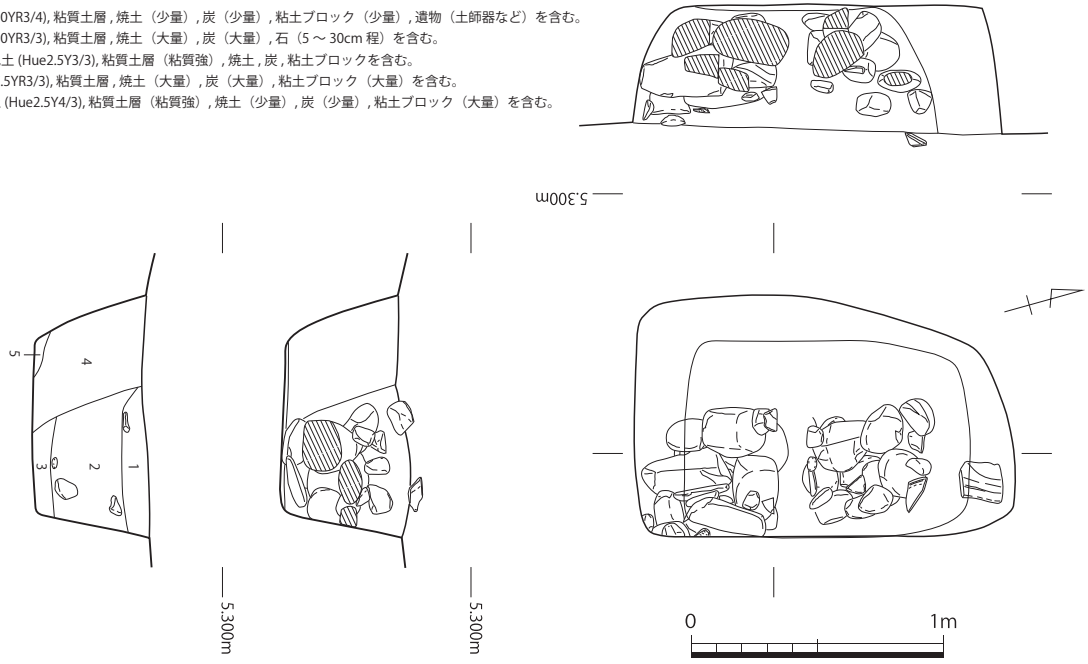 0YR3/4), 粘質土層 , 焼土（少量）, 炭（少量）, 粘土ブロック（少量）, 遺物（土師器など）を含む。
0YR3/3), 粘質土層 , 焼土（大量）, 炭（大量）, 石（5 ～ 30cm 程）を含む。
土 (Hue2.5Y3/3), 粘質土層（粘質強）, 焼土 , 炭 , 粘土ブロックを含む。
.5YR3/3), 粘質土層 , 焼土（大量）, 炭（大量）, 粘土ブロック（大量）を含む。
(Hue2.5Y4/3), 粘質土層（粘質強）, 焼土（少量）, 炭（少量）, 粘土ブロック（大量）を含む。
5.300m
5
4
3
2
1
5.300m
5.300m
0
1m